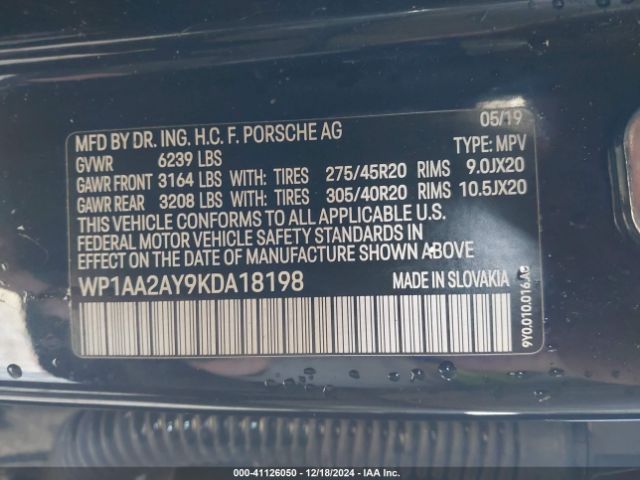 05/19
MFD BY DR. ING. H.C. F. PORSCHE AG
GVWR 6239 LBS TYPE: MPV
GAWR FRONT 3164 LBS WITH: TIRES 275/45R20 RIMS 9.0JX20
GAWR REAR 3208 LBS WITH: TIRES 305/40R20 RIMS 10.5JX20
THIS VEHICLE CONFORMS TO ALL APPLICABLE U.S.
FEDERAL MOTOR VEHICLE SAFETY STANDARDS IN
EFFECT ON THE DATE OF MANUFACTURE SHOWN ABOVE
WP1AA2AY9KDA18198 MADE IN SLOVAKIA
9Y0.010.016.AC
000-41126050 / 12/18/2024 - IAA Inc.